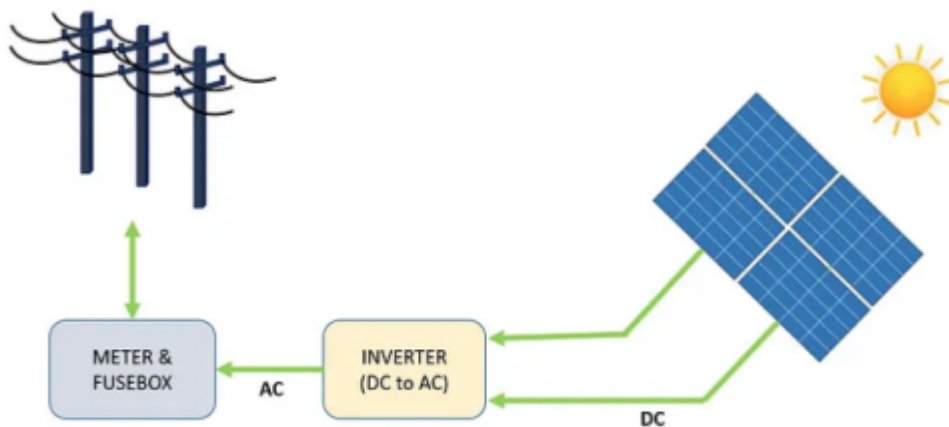 METER &
FUSEBOX
AC
INVERTER
(DC to AC)
DC